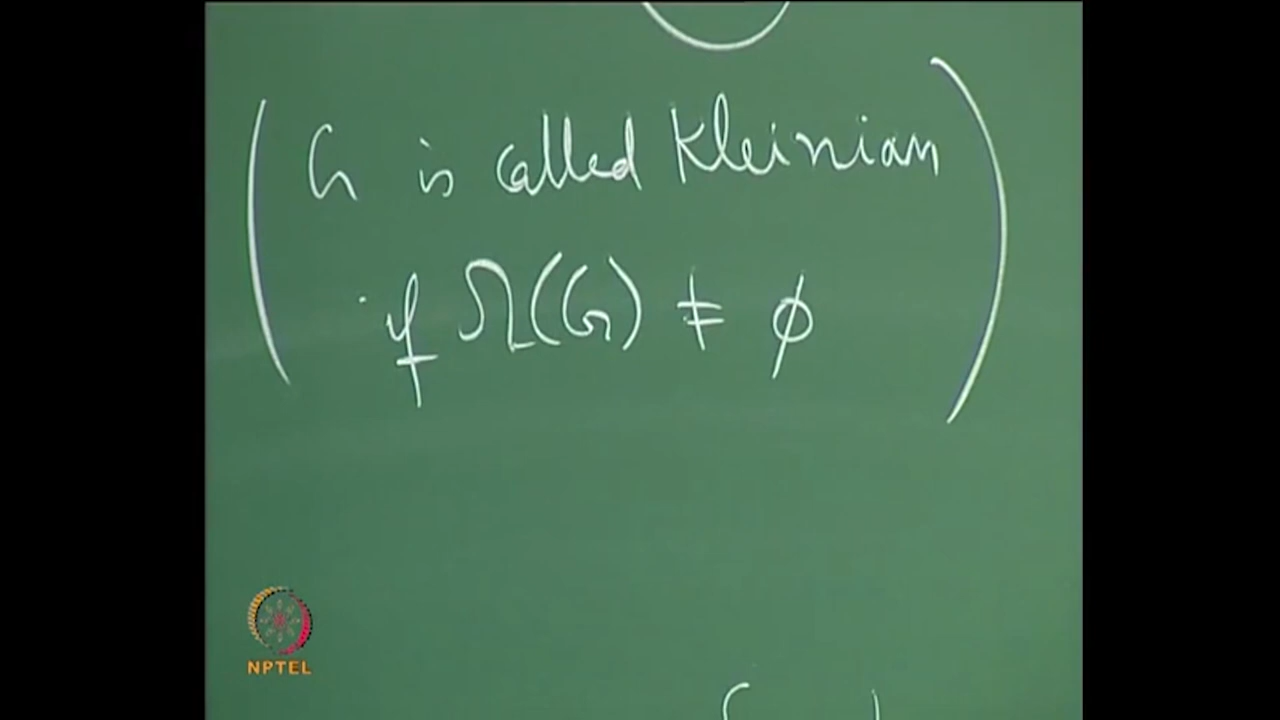 ( G is called Kleinian
if Ω(G) ≠ ϕ )
NPTEL